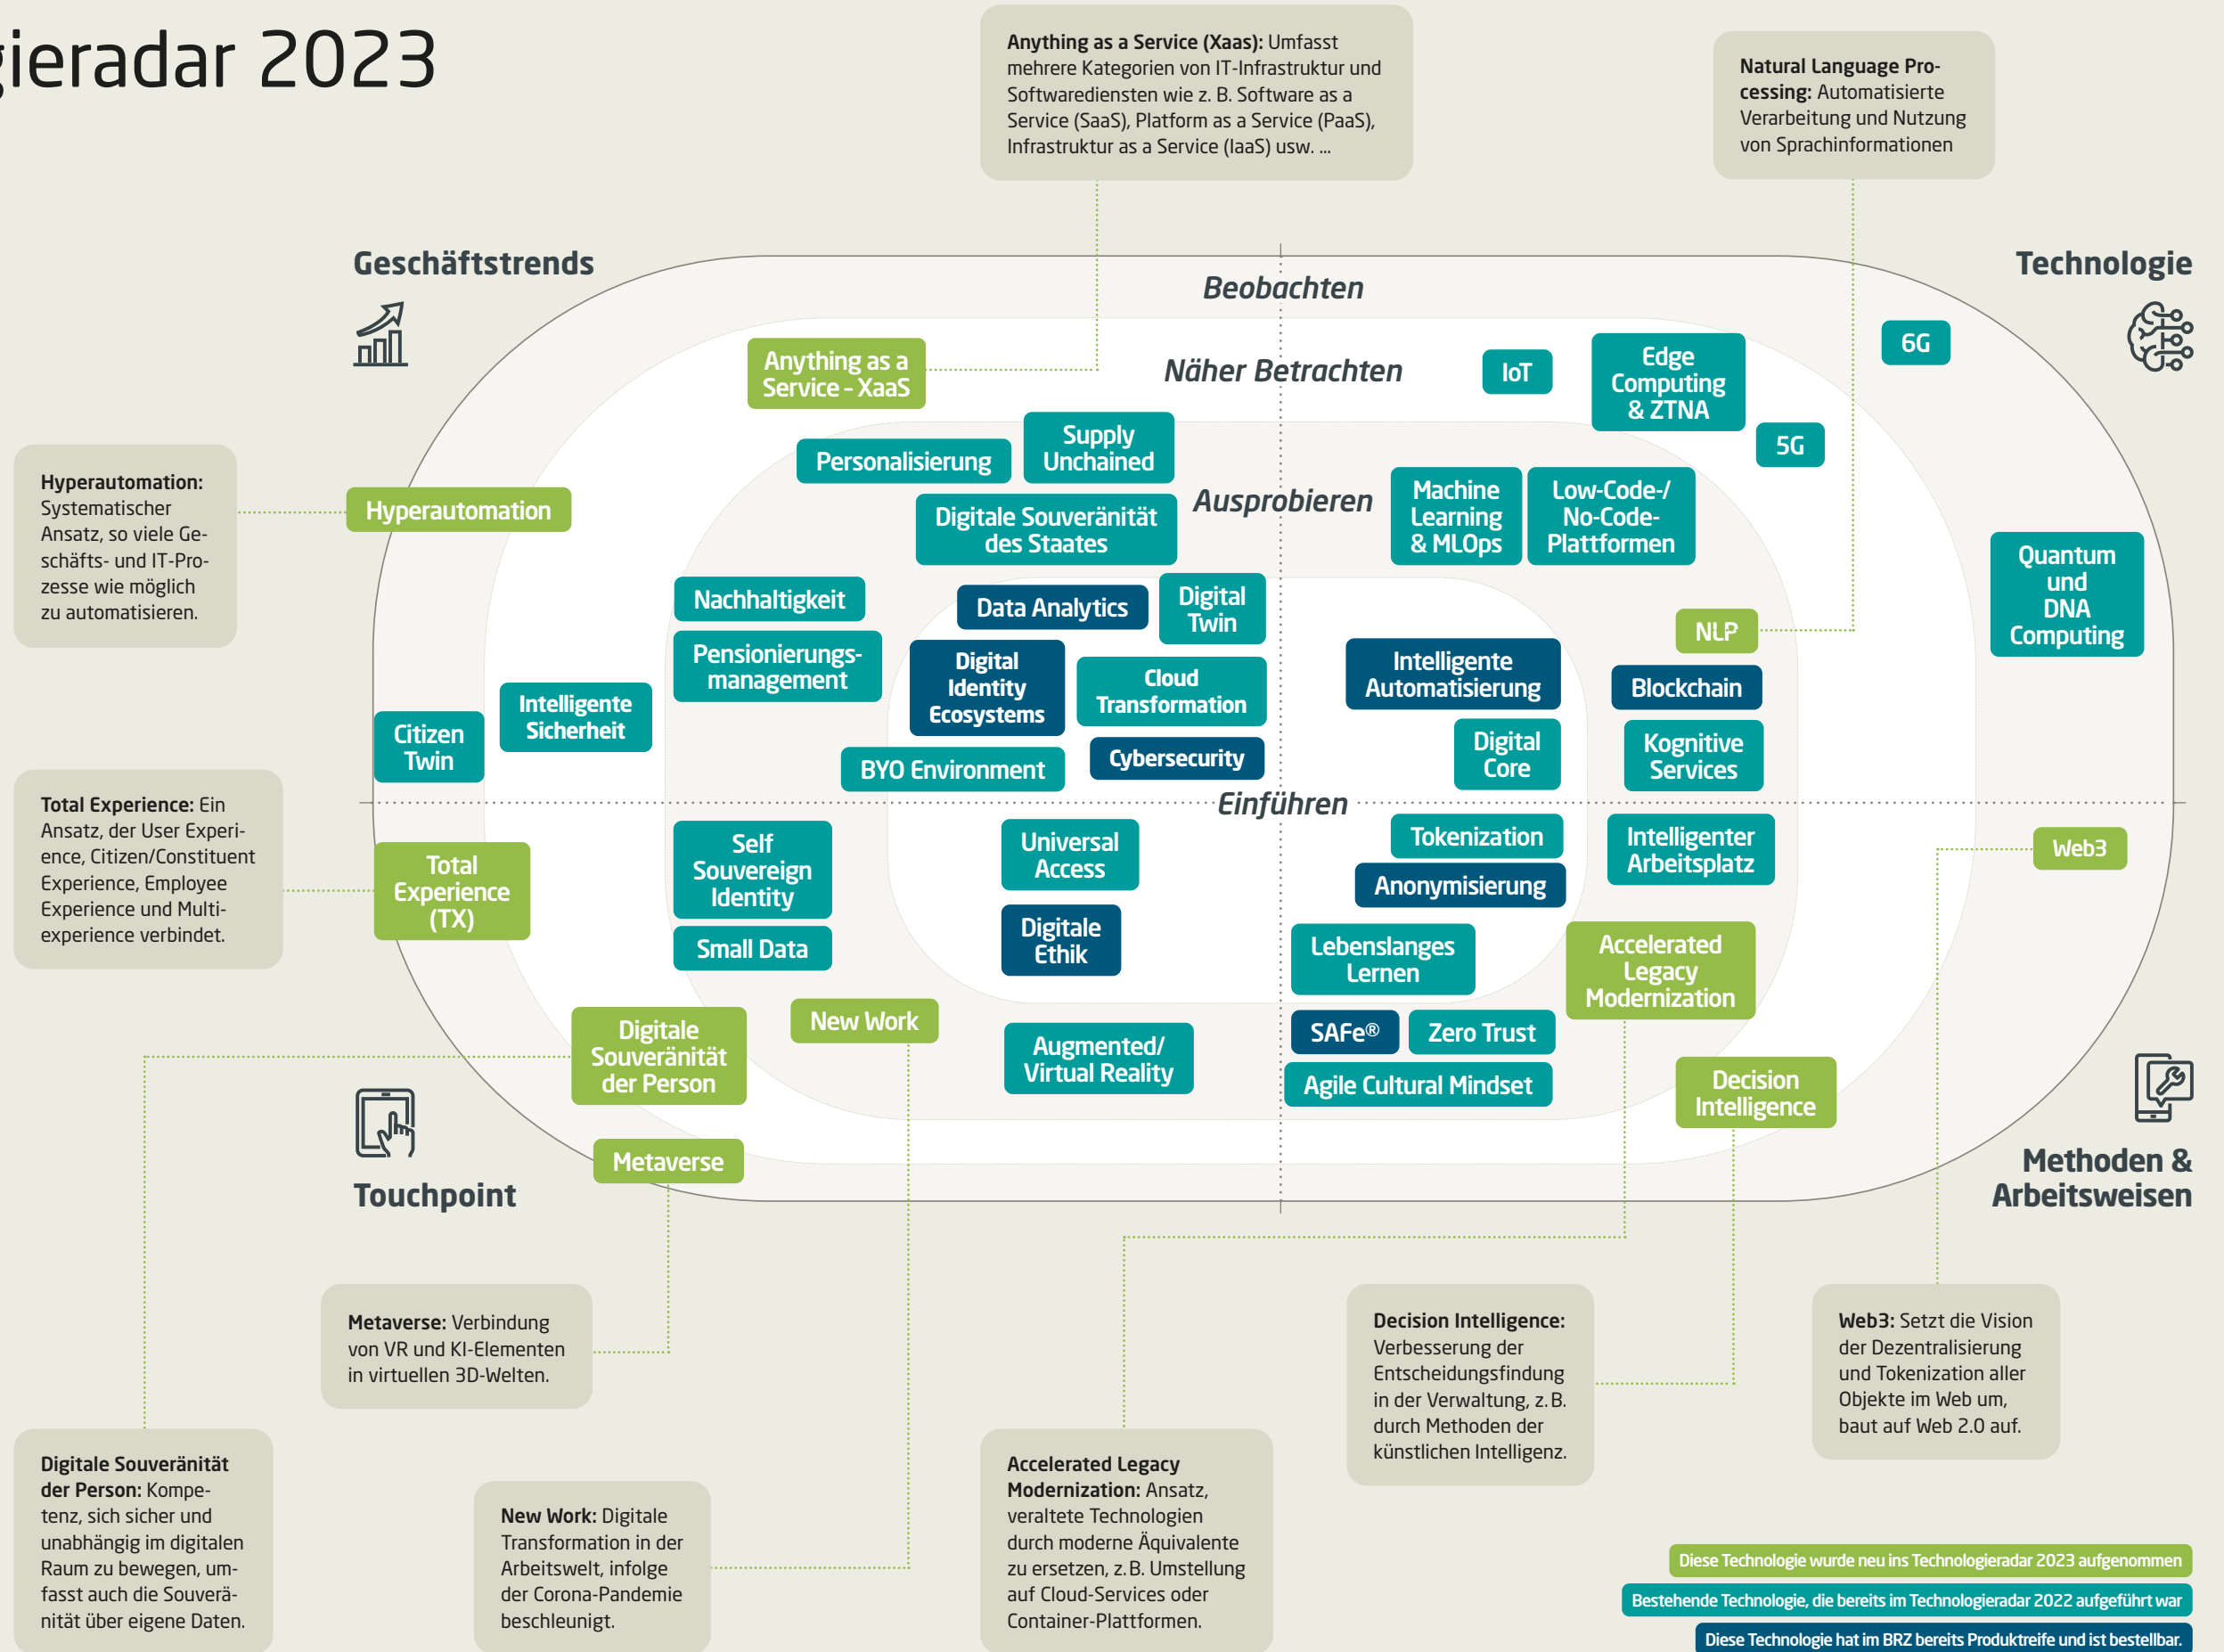 gieradar 2023
Anything as a Service (Xaas): Umfasst
mehrere Kategorien von IT-Infrastruktur und
Softwarediensten wie z. B. Software as a
Service (SaaS), Platform as a Service (PaaS),
Infrastruktur as a Service (IaaS) usw. ...
Natural Language Pro-
cessing: Automatisierte
Verarbeitung und Nutzung
von Sprachinformationen
Geschäftstrends
Technologie
Beobachten
Näher Betrachten
Ausprobieren
Einführen
Anything as a
Service – XaaS
IoT
Edge
Computing
& ZTNA
6G
5G
Supply
Unchained
Personalisierung
Digitale Souveränität
des Staates
Machine
Learning
& MLOps
Low-Code-/
No-Code-
Plattformen
Hyperautomation:
Systematischer
Ansatz, so viele Ge-
schäfts- und IT-Pro-
zesse wie möglich
zu automatisieren.
Hyperautomation
Quantum
und
DNA
Computing
Nachhaltigkeit
Data Analytics
Digital
Twin
NLP
Pensionierungs-
management
Digital
Identity
Ecosystems
Cloud
Transformation
Intelligente
Automatisierung
Blockchain
Intelligente
Sicherheit
Citizen
Twin
BYO Environment
Cybersecurity
Digital
Core
Kognitive
Services
Total Experience: Ein
Ansatz, der User Experi-
ence, Citizen/Constituent
Experience, Employee
Experience und Multi-
experience verbindet.
Total
Experience
(TX)
Self
Souvereign
Identity
Universal
Access
Tokenization
Intelligenter
Arbeitsplatz
Web3
Anonymisierung
Small Data
Digitale
Ethik
Lebenslanges
Lernen
Accelerated
Legacy
Modernization
Digitale
Souveränität
der Person
New Work
Augmented/
Virtual Reality
SAFe®
Zero Trust
Agile Cultural Mindset
Decision
Intelligence
Metaverse
Touchpoint
Methoden &
Arbeitsweisen
Metaverse: Verbindung
von VR und KI-Elementen
in virtuellen 3D-Welten.
Decision Intelligence:
Verbesserung der
Entscheidungsfindung
in der Verwaltung, z. B.
durch Methoden der
künstlichen Intelligenz.
Web3: Setzt die Vision
der Dezentralisierung
und Tokenization aller
Objekte im Web um,
baut auf Web 2.0 auf.
Digitale Souveränität
der Person: Kompe-
tenz, sich sicher und
unabhängig im digitalen
Raum zu bewegen, um-
fasst auch die Souverä-
nität über eigene Daten.
New Work: Digitale
Transformation in der
Arbeitswelt, infolge
der Corona-Pandemie
beschleunigt.
Accelerated Legacy
Modernization: Ansatz,
veraltete Technologien
durch moderne Äquivalente
zu ersetzen, z. B. Umstellung
auf Cloud-Services oder
Container-Plattformen.
Diese Technologie wurde neu ins Technologieradar 2023 aufgenommen
Bestehende Technologie, die bereits im Technologieradar 2022 aufgeführt war
Diese Technologie hat im BRZ bereits Produktreife und ist bestellbar.